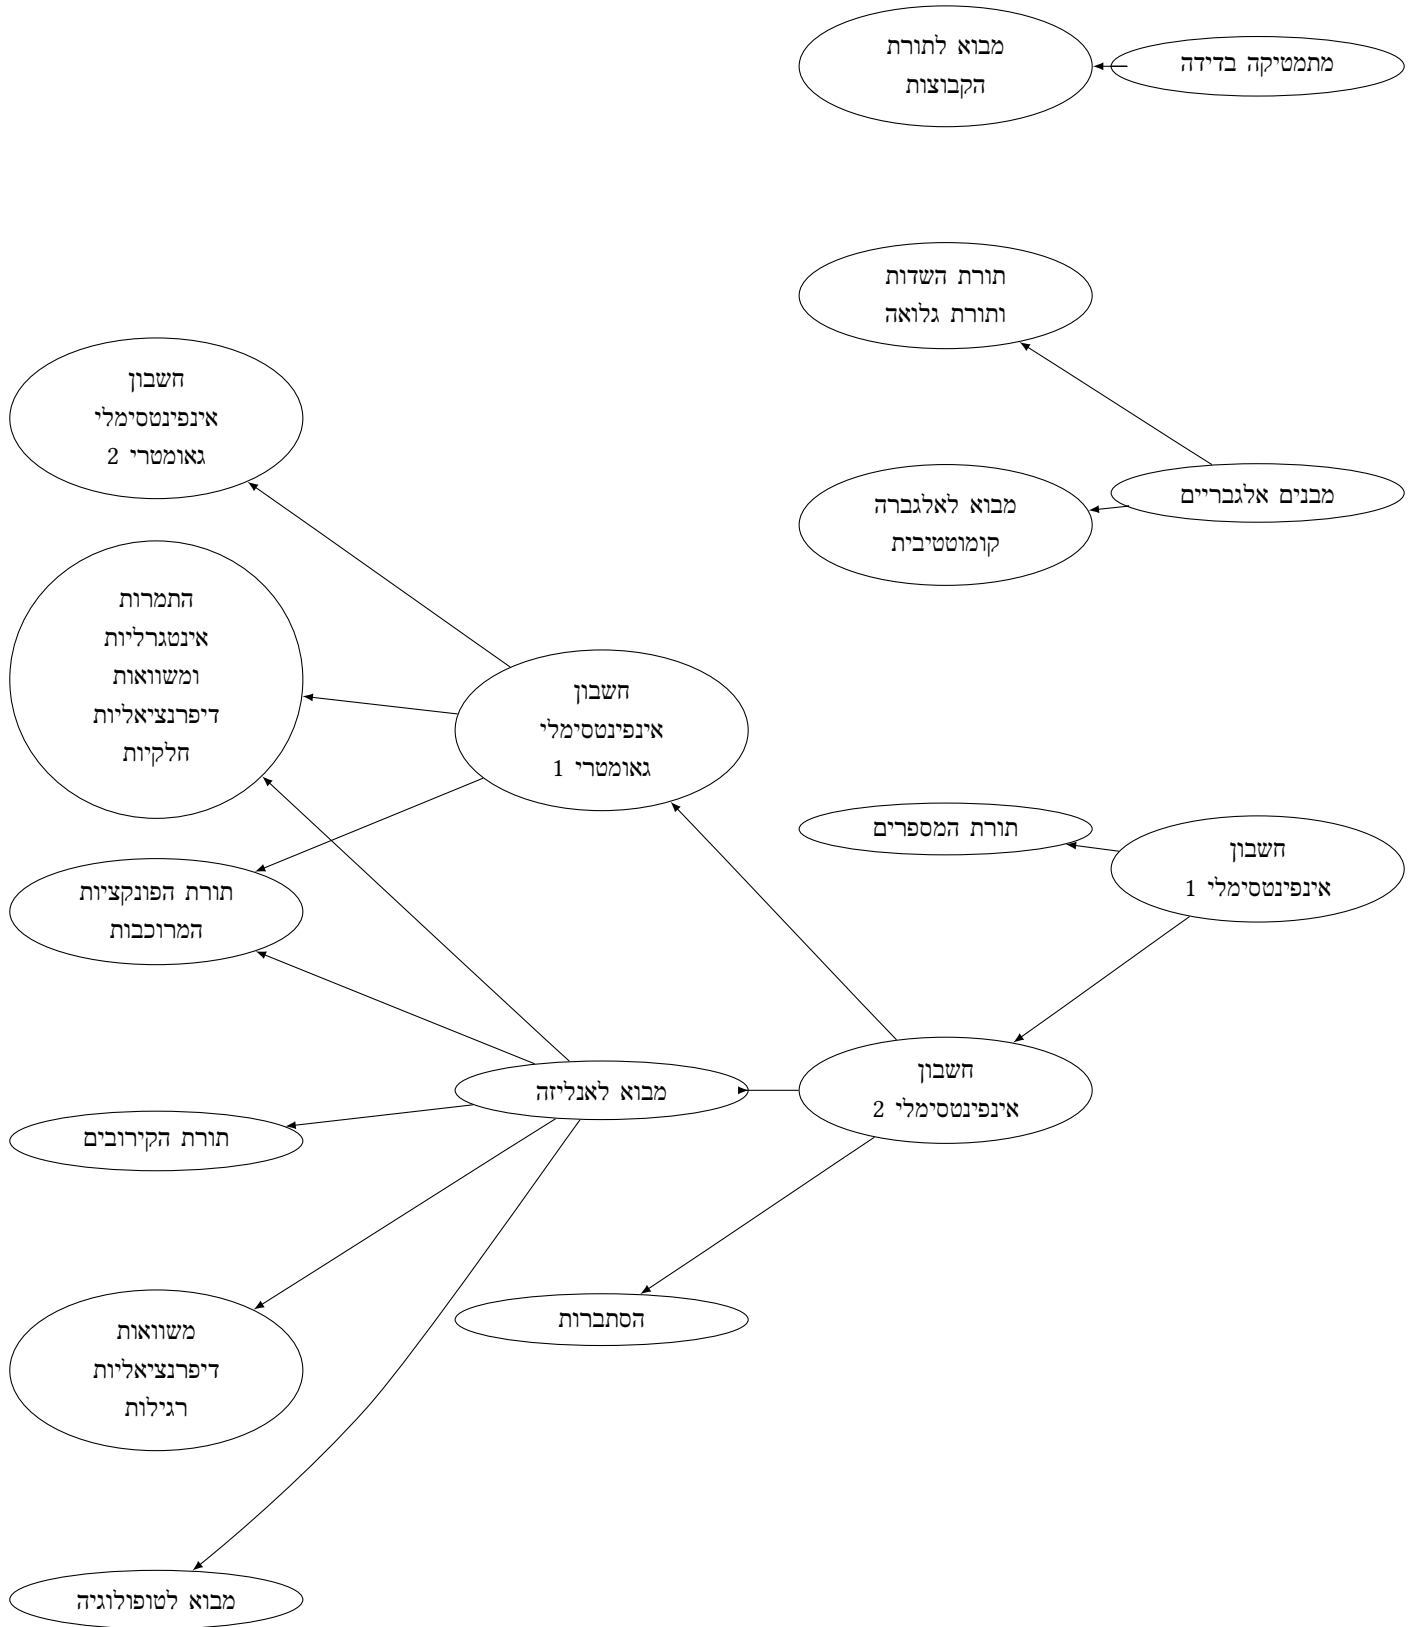 מתמטיקה בדידה
מבוא לתורת
הקבוצות
תורת השדות
ותורת גלואה
מבנים אלגבריים
מבוא לאלגברה
קומוטטיבית
חשבון
אינפינטסימלי
גאומטרי 2
התמרות
אינטגרליות
ומשוואות
דיפרנציאליות
חלקיות
חשבון
אינפינטסימלי
גאומטרי 1
תורת המספרים
חשבון
אינפינטסימלי 1
תורת הפונקציות
המרוכבות
חשבון
אינפינטסימלי 2
מבוא לאנליזה
תורת הקירובים
הסתברות
משוואות
דיפרנציאליות
רגילות
מבוא לטופולוגיה